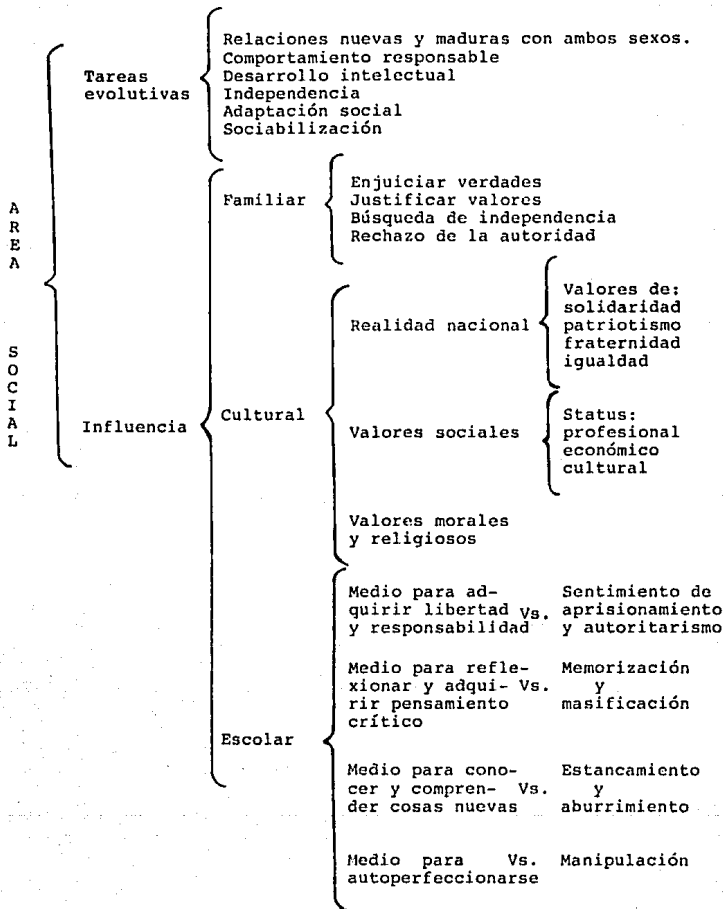 AREA SOCIAL
Tareas
evolutivas
Relaciones nuevas y maduras con ambos sexos.
Comportamiento responsable
Desarrollo intelectual
Independencia
Adaptación social
Sociabilización
Influencia
Familiar
Enjuiciar verdades
Justificar valores
Búsqueda de independencia
Rechazo de la autoridad
Cultural
Realidad nacional
Valores de:
solidaridad
patriotismo
fraternidad
igualdad
Valores sociales
Status:
profesional
económico
cultural
Valores morales
y religiosos
Escolar
Medio para ad-
quirir libertad Vs.
y responsabilidad
Sentimiento de
aprisionamiento
y autoritarismo
Medio para refle-
xionar y adqui- Vs.
rir pensamiento
crítico
Memorización
y
masificación
Medio para cono-
cer y compren- Vs.
der cosas nuevas
Estancamiento
y
aburrimiento
Medio para Vs.
autoperfeccionarse
Manipulación